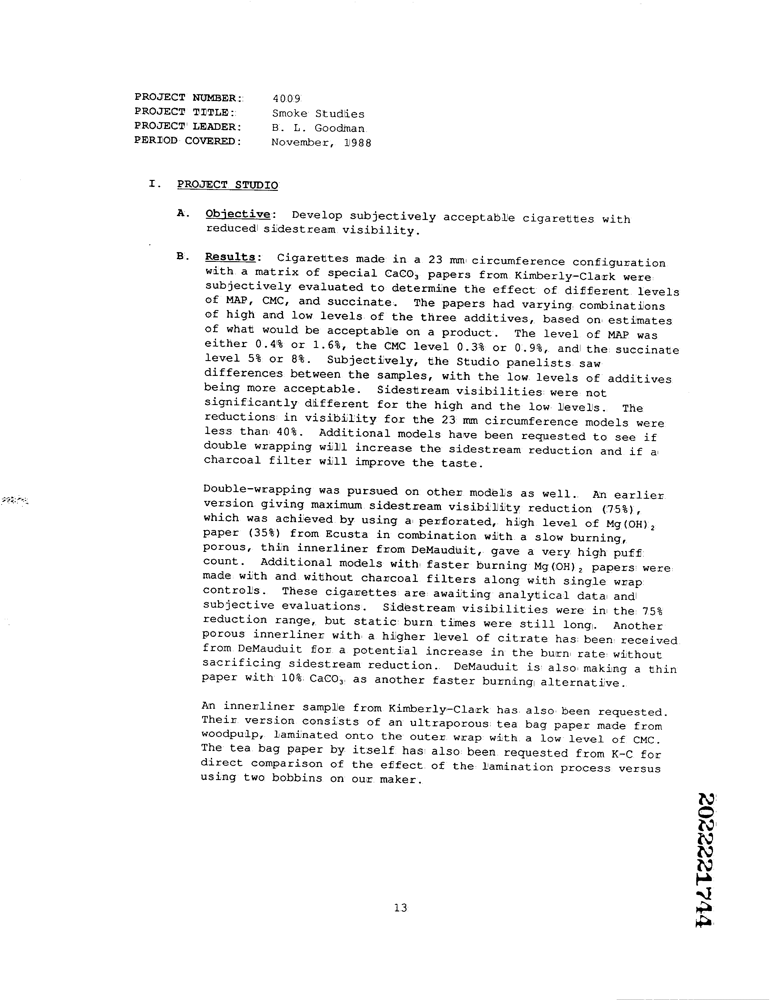 PROJECT NUMBER: 4009
PROJECT TITLE: Smoke Studies
PROJECT LEADER: B. L. Goodman
PERIOD COVERED: November, 1988
I. PROJECT STUDIO
A. Objective: Develop subjectively acceptable cigarettes with
reduced sidestream visibility.
B. Results: Cigarettes made in a 23 mm circumference configuration
with a matrix of special CaCO₃ papers from Kimberly-Clark were
subjectively evaluated to determine the effect of different levels
of MAP, CMC, and succinate. The papers had varying combinations
of high and low levels of the three additives, based on estimates
of what would be acceptable on a product. The level of MAP was
either 0.4% or 1.6%, the CMC level 0.3% or 0.9%, and the succinate
level 5% or 8%. Subjectively, the Studio panelists saw
differences between the samples, with the low levels of additives
being more acceptable. Sidestream visibilities were not
significantly different for the high and the low levels. The
reductions in visibility for the 23 mm circumference models were
less than 40%. Additional models have been requested to see if
double wrapping will increase the sidestream reduction and if a
charcoal filter will improve the taste.
Double-wrapping was pursued on other models as well. An earlier
version giving maximum sidestream visibility reduction (75%),
which was achieved by using a perforated, high level of Mg(OH)₂
paper (35%) from Ecusta in combination with a slow burning,
porous, thin innerliner from DeMauduit, gave a very high puff
count. Additional models with faster burning Mg(OH)₂ papers were
made with and without charcoal filters along with single wrap
controls. These cigarettes are awaiting analytical data and
subjective evaluations. Sidestream visibilities were in the 75%
reduction range, but static burn times were still long. Another
porous innerliner with a higher level of citrate has been received
from DeMauduit for a potential increase in the burn rate without
sacrificing sidestream reduction. DeMauduit is also making a thin
paper with 10% CaCO₃ as another faster burning alternative.
An innerliner sample from Kimberly-Clark has also been requested.
Their version consists of an ultraporous tea bag paper made from
woodpulp, laminated onto the outer wrap with a low level of CMC.
The tea bag paper by itself has also been requested from K-C for
direct comparison of the effect of the lamination process versus
using two bobbins on our maker.
13
2022221744